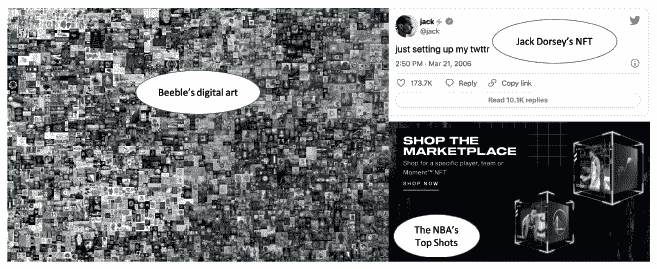 Beeble's digital art
jack
@jack
just setting up my twttr
Jack Dorsey's NFT
2:50 PM · Mar 21, 2006
173.7K Reply Copy link
Read 10.1K replies
SHOP THE
MARKETPLACE
Shop for a specific player, team or
Moment™ NFT
SHOP NOW
The NBA's
Top Shots